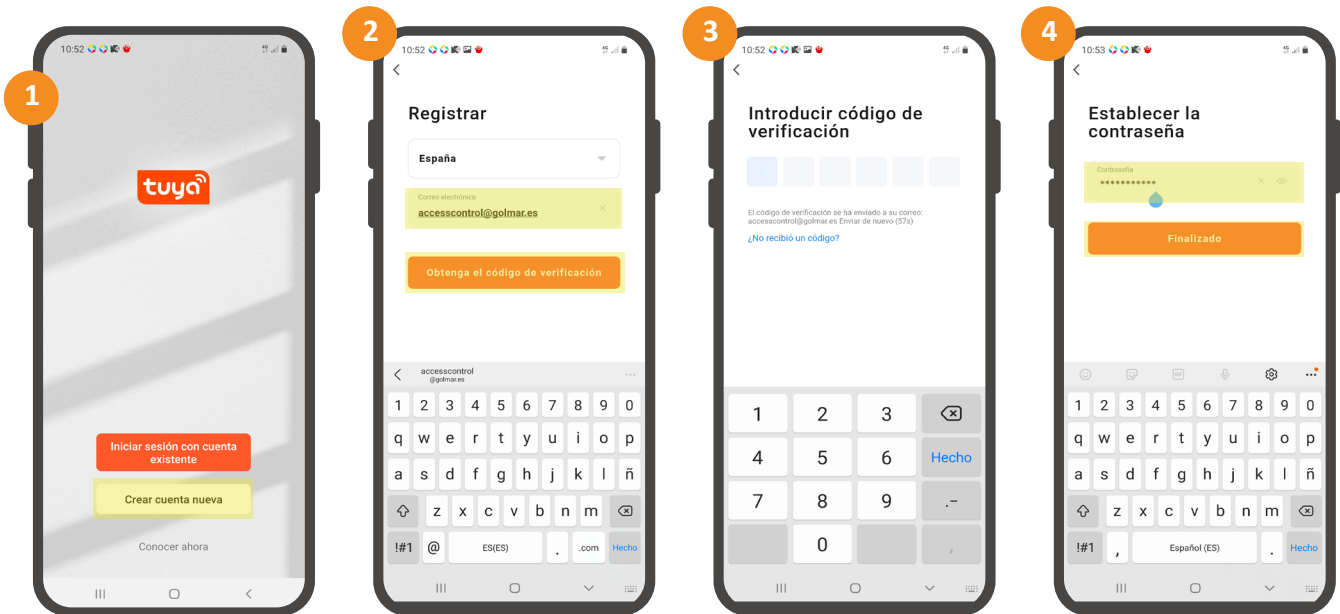 1
10:52
4G
tuya
Iniciar sesión con cuenta
existente
Crear cuenta nueva
Conocer ahora
2
10:52
4G
Registrar
España
Correo electrónico
accesscontrol@golmar.es
Obtenga el código de verificación
accesscontrol
@golmar.es
1 2 3 4 5 6 7 8 9 0
q w e r t y u i o p
a s d f g h j k l ñ
z x c v b n m
!#1 @ ES(ES) . .com Hecho
3
10:52
4G
Introducir código de
verificación
El código de verificación se ha enviado a su correo:
accesscontrol@golmar.es Enviar de nuevo (57s)
¿No recibió un código?
1 2 3
4 5 6 Hecho
7 8 9 .-
0 ,
4
10:53
4G
Establecer la
contraseña
Contraseña
***********
Finalizado
GIF
1 2 3 4 5 6 7 8 9 0
q w e r t y u i o p
a s d f g h j k l ñ
z x c v b n m
!#1 , Español (ES) . Hecho